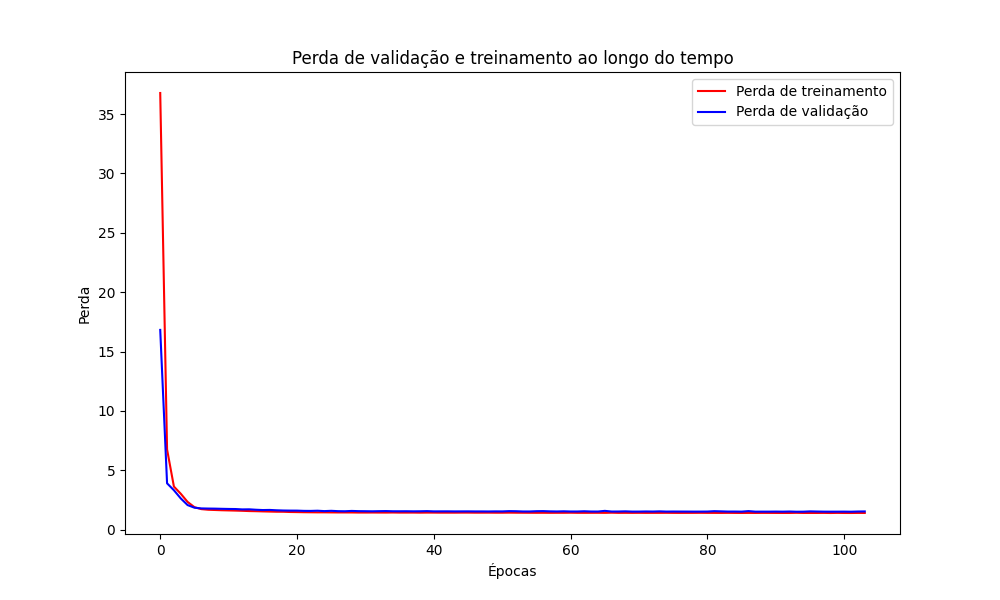 Perda de validação e treinamento ao longo do tempo
Perda de treinamento
Perda de validação
Perda
35
30
25
20
15
10
5
0
0 20 40 60 80 100
Épocas